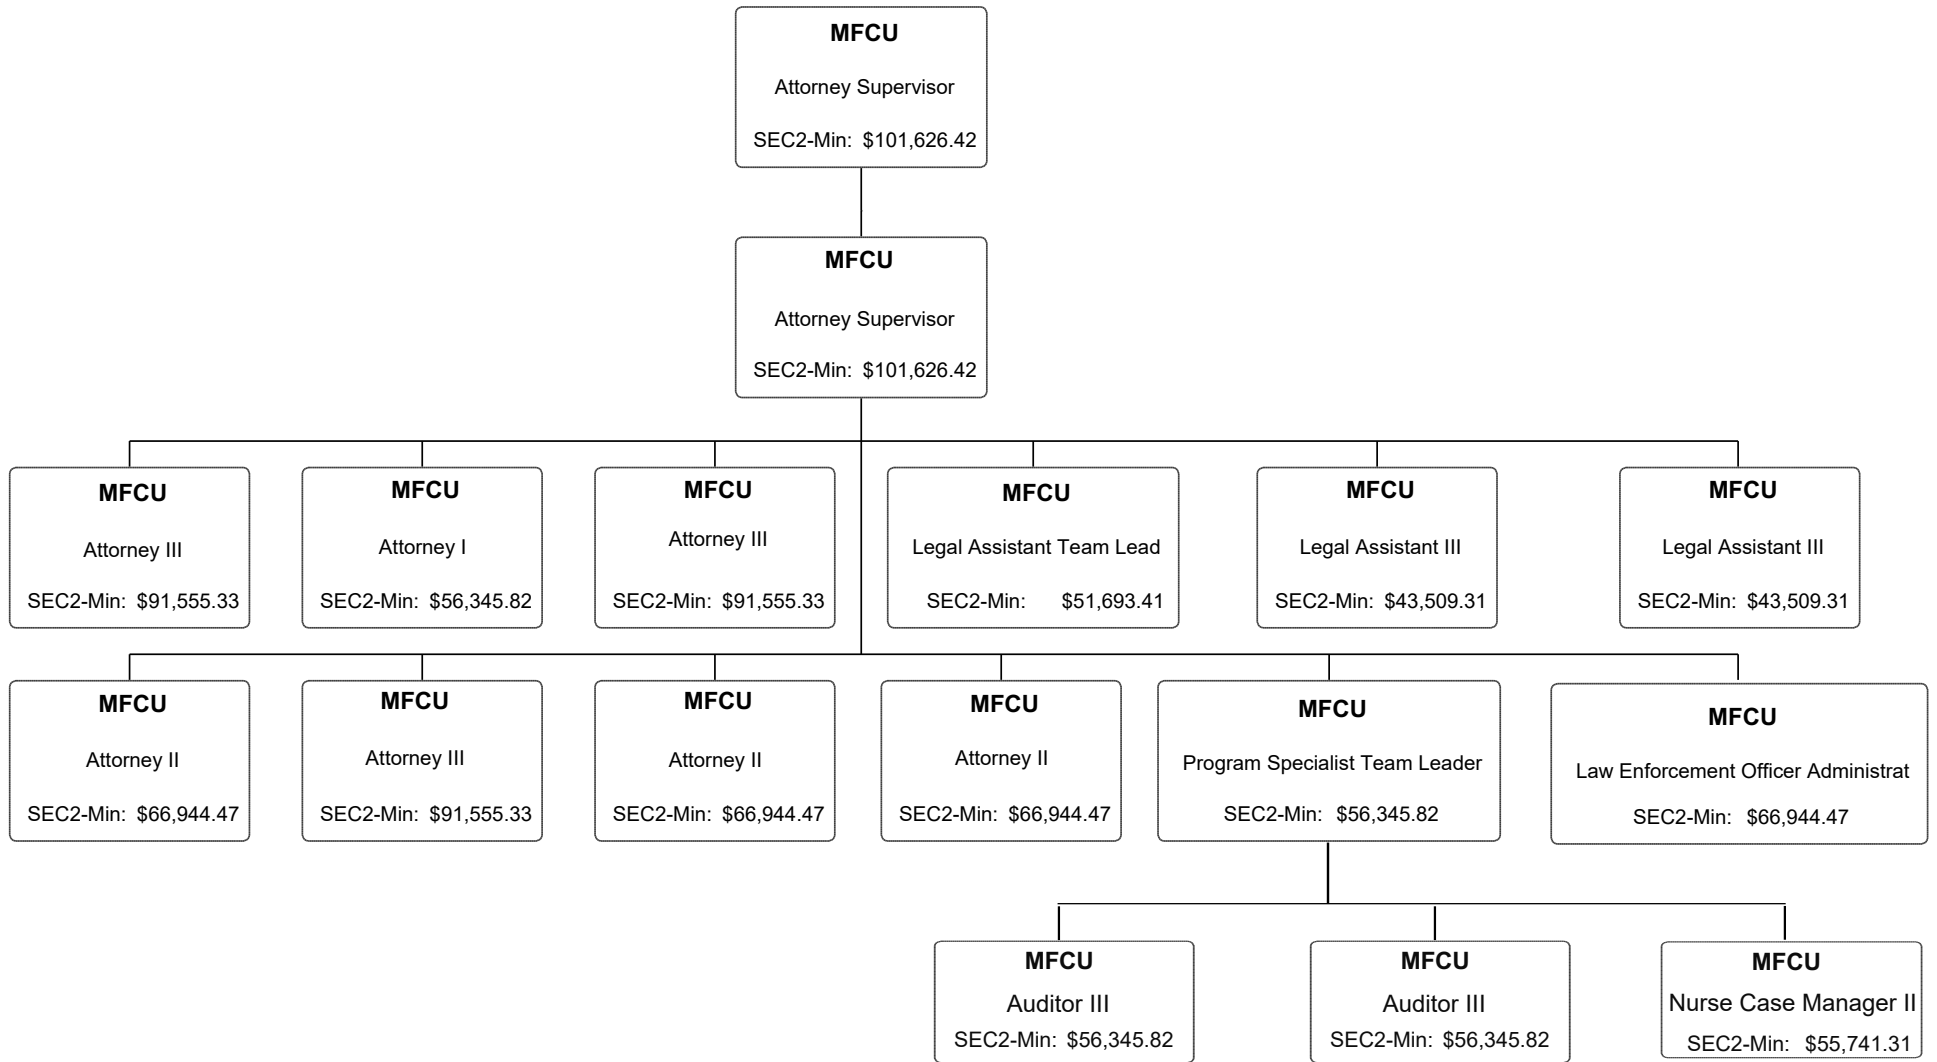 MFCU
Attorney Supervisor
SEC2-Min: $101,626.42
MFCU
Attorney Supervisor
SEC2-Min: $101,626.42
MFCU
Attorney III
SEC2-Min: $91,555.33
MFCU
Attorney I
SEC2-Min: $56,345.82
MFCU
Attorney III
SEC2-Min: $91,555.33
MFCU
Legal Assistant Team Lead
SEC2-Min: $51,693.41
MFCU
Legal Assistant III
SEC2-Min: $43,509.31
MFCU
Legal Assistant III
SEC2-Min: $43,509.31
MFCU
Attorney II
SEC2-Min: $66,944.47
MFCU
Attorney III
SEC2-Min: $91,555.33
MFCU
Attorney II
SEC2-Min: $66,944.47
MFCU
Attorney II
SEC2-Min: $66,944.47
MFCU
Program Specialist Team Leader
SEC2-Min: $56,345.82
MFCU
Law Enforcement Officer Administrat
SEC2-Min: $66,944.47
MFCU
Auditor III
SEC2-Min: $56,345.82
MFCU
Auditor III
SEC2-Min: $56,345.82
MFCU
Nurse Case Manager II
SEC2-Min: $55,741.31